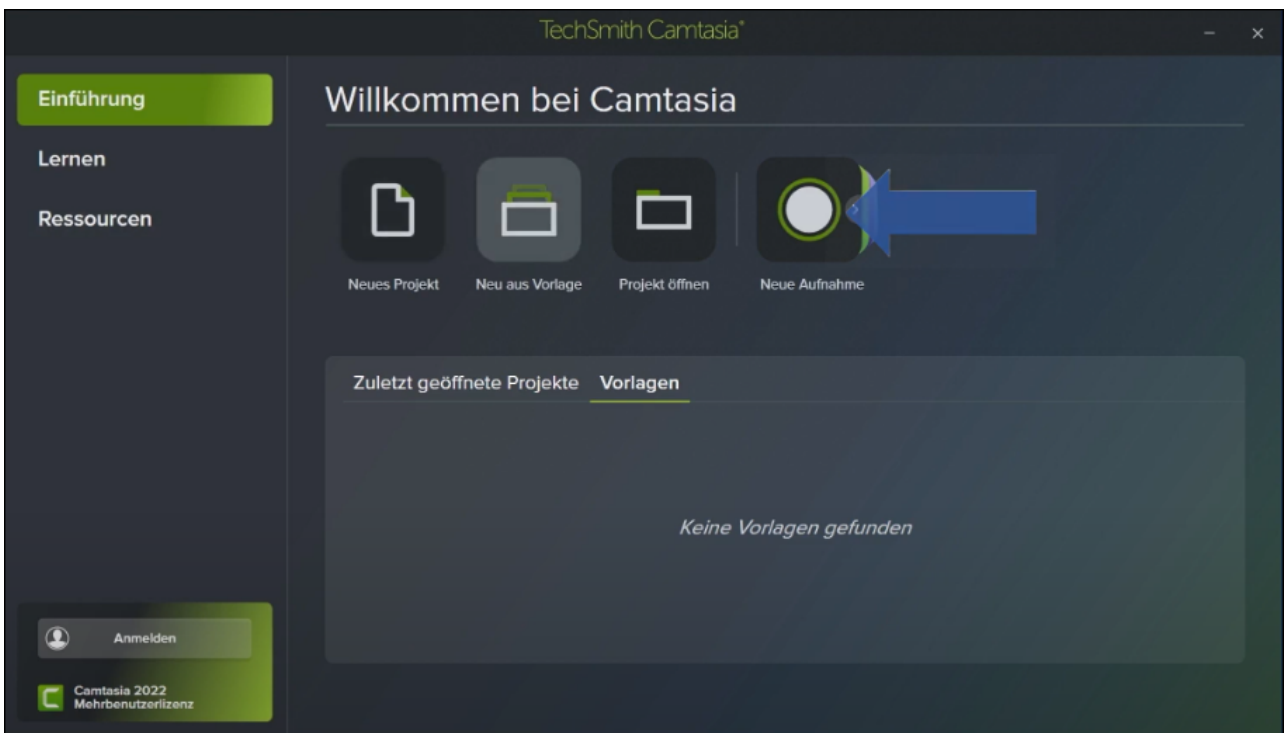 TechSmith Camtasia®
Einführung
Lernen
Ressourcen
Willkommen bei Camtasia
Neues Projekt
Neu aus Vorlage
Projekt öffnen
Neue Aufnahme
Zuletzt geöffnete Projekte
Vorlagen
Keine Vorlagen gefunden
Anmelden
Camtasia 2022
Mehrbenutzerlizenz